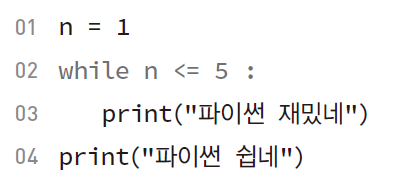 01 n = 1
02 while n <= 5 :
03 print("파이썬 재밌네")
04 print("파이썬 쉽네")